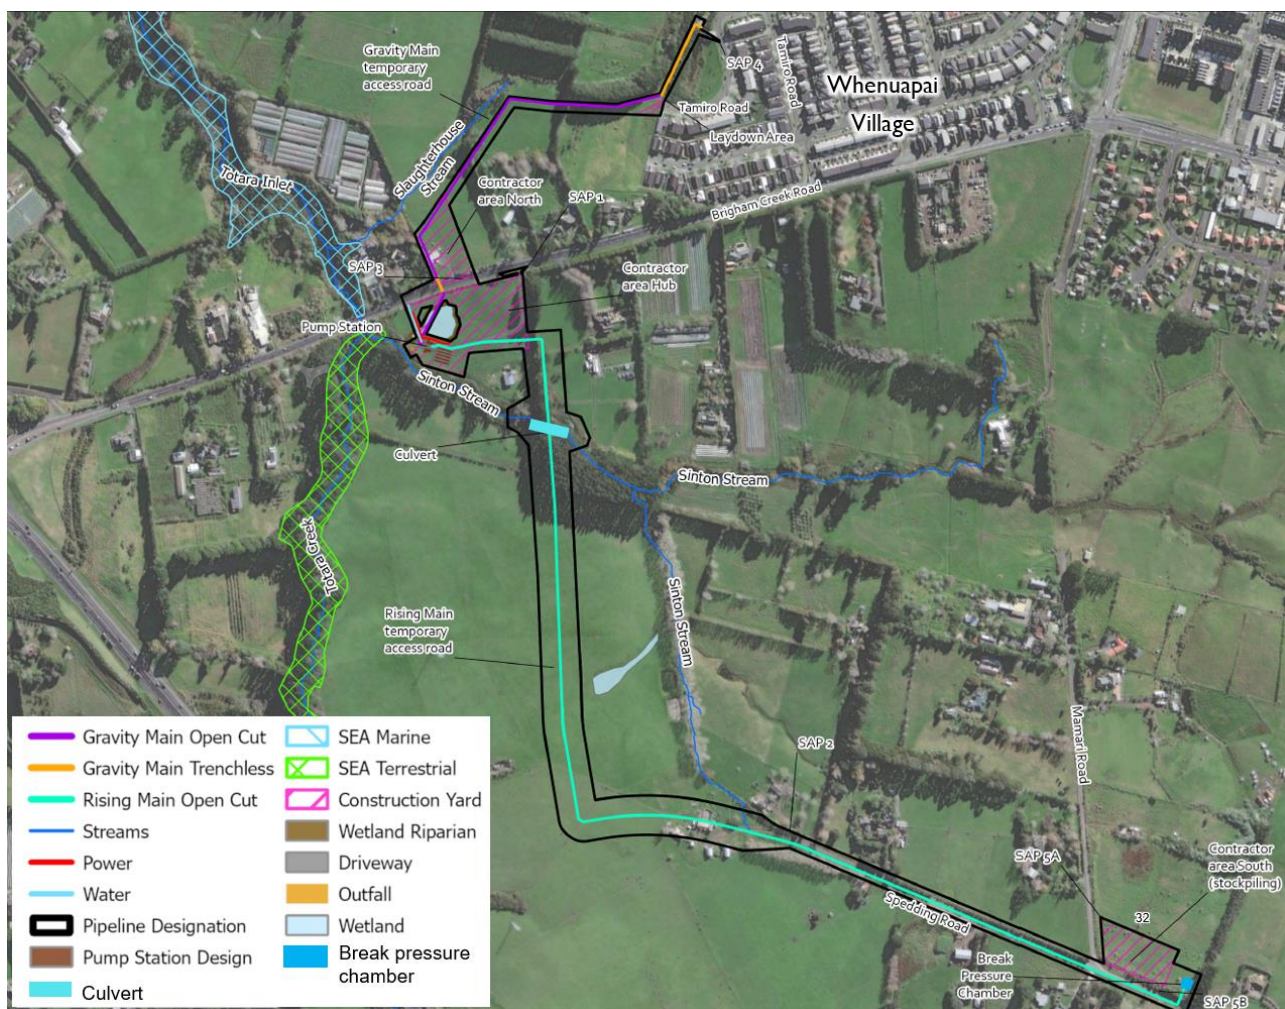 Gravity Main
temporary
access road
SAP 4
Tamiro Road
Whenuapai
Village
Tamiro Road
Laydown Area
Slaughterhouse
Stream
Totara Inlet
Contractor
area North
SAP 1
Brigham Creek Road
SAP 3
Contractor
area Hub
Pump Station
Sinton Stream
Culvert
Sinton Stream
Totara Creek
Sinton Stream
Rising Main
temporary
access road
Mamari Road
SAP 2
SAP 5A
Contractor
area South
(stockpiling)
32
Spedding Road
Break
Pressure
Chamber
SAP 5B
Gravity Main Open Cut
Gravity Main Trenchless
Rising Main Open Cut
Streams
Power
Water
Pipeline Designation
Pump Station Design
Culvert
SEA Marine
SEA Terrestrial
Construction Yard
Wetland Riparian
Driveway
Outfall
Wetland
Break pressure
chamber